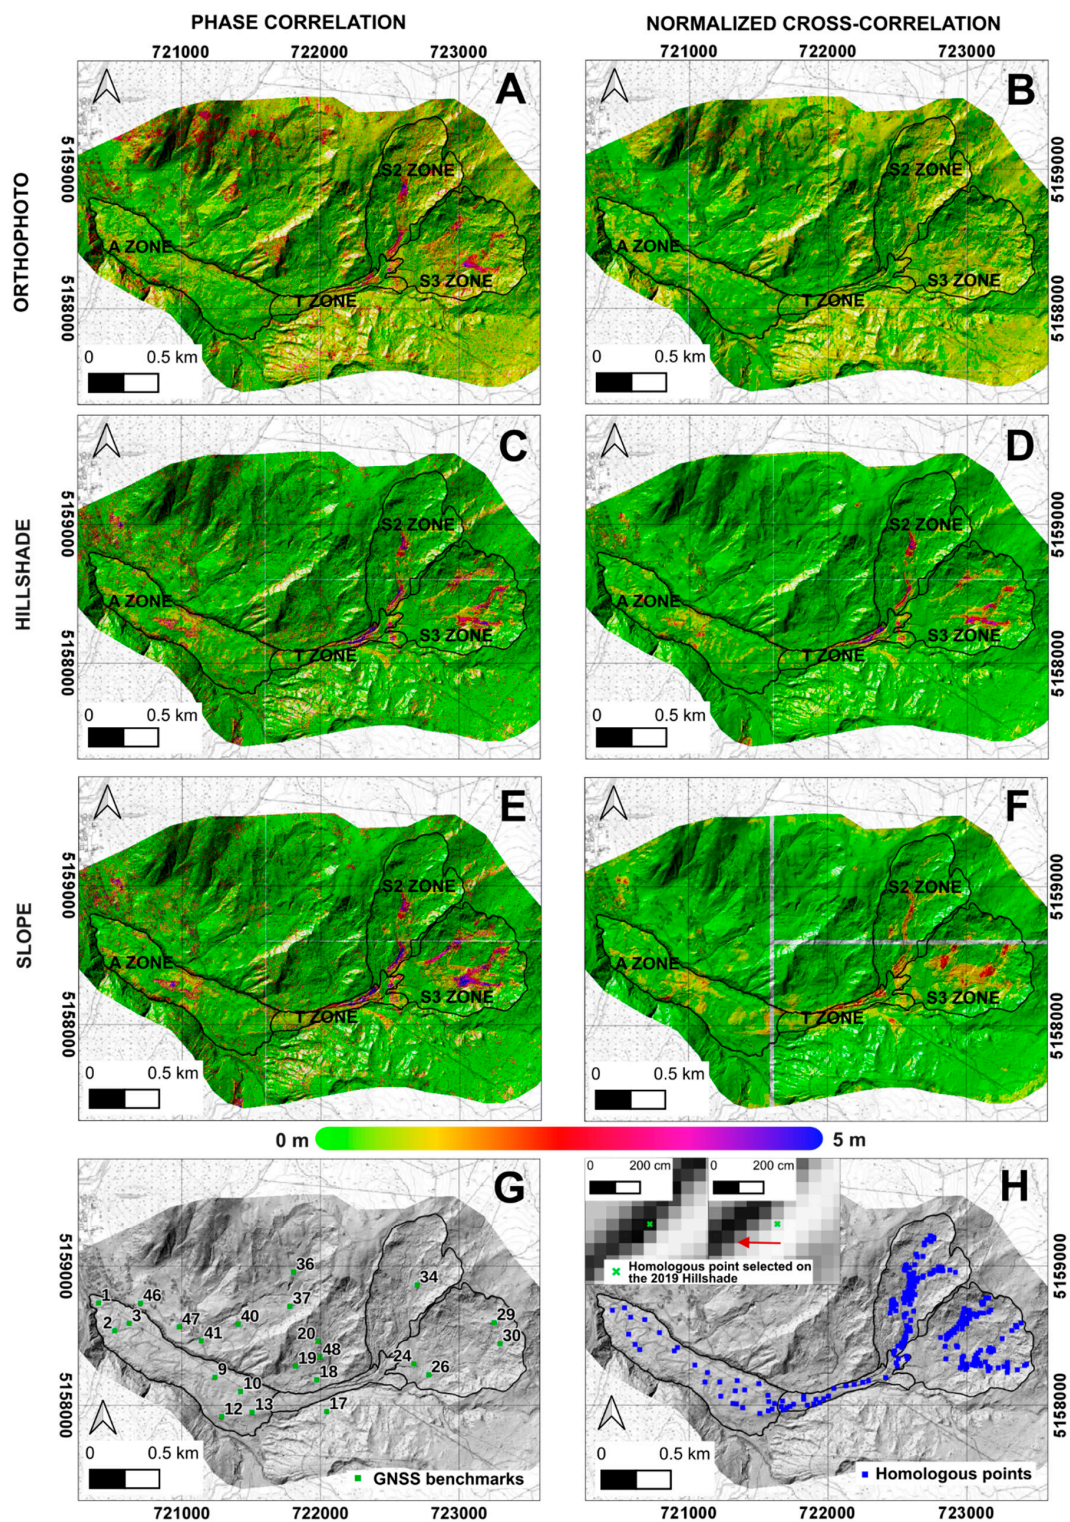 PHASE CORRELATION
NORMALIZED CROSS-CORRELATION
721000 722000 723000
721000 722000 723000
ORTHOPHOTO
5159000
5158000
A
S2 ZONE
A ZONE
S3 ZONE
T ZONE
0 0.5 km
B
S2 ZONE
A ZONE
S3 ZONE
T ZONE
0 0.5 km
5159000
5158000
HILLSHADE
5159000
5158000
C
S2 ZONE
A ZONE
S3 ZONE
T ZONE
0 0.5 km
D
S2 ZONE
A ZONE
S3 ZONE
T ZONE
0 0.5 km
5159000
5158000
SLOPE
5159000
5158000
E
S2 ZONE
A ZONE
S3 ZONE
T ZONE
0 0.5 km
F
S2 ZONE
A ZONE
S3 ZONE
T ZONE
0 0.5 km
5159000
5158000
0 m 5 m
5159000
5158000
G
36
34
1 46
37
2 3 47 40
29
41 20
30
48
19 24
9 18 26
10
12 13 17
0 0.5 km
GNSS benchmarks
721000 722000 723000
H
0 200 cm 0 200 cm
Homologous point selected on
the 2019 Hillshade
0 0.5 km
Homologous points
5159000
5158000
721000 722000 723000